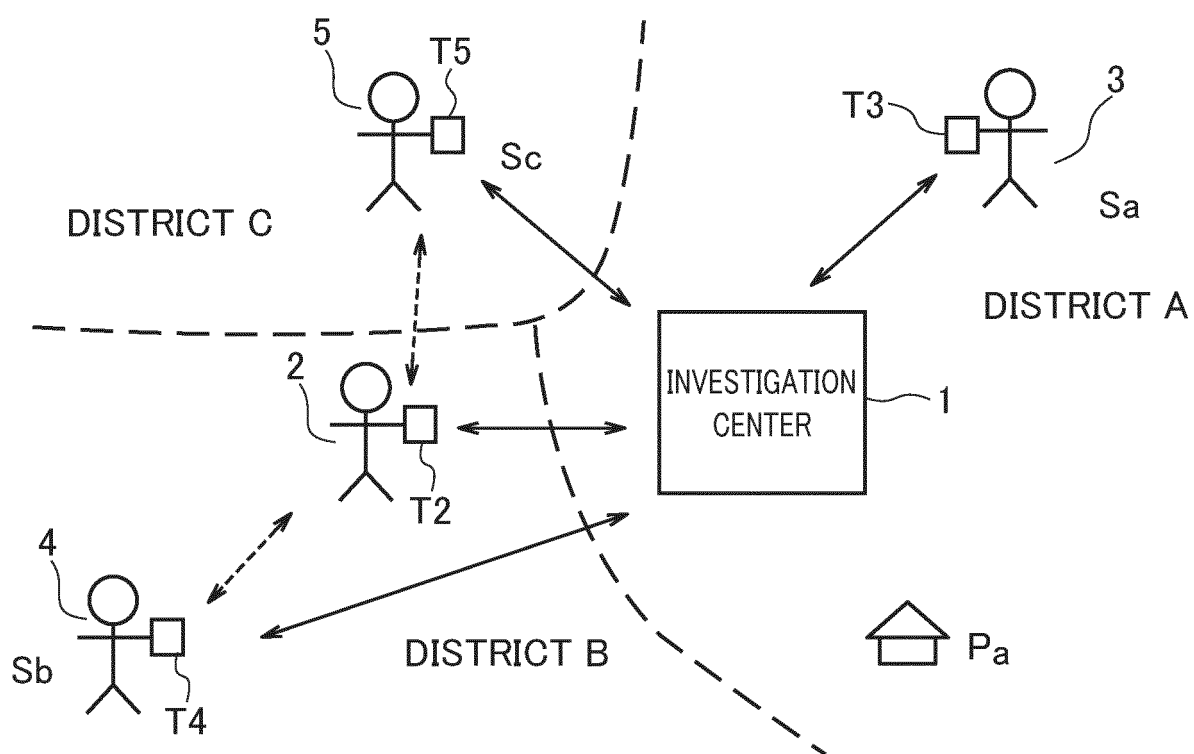 5
T5
T3
3
Sc
Sa
DISTRICT C
DISTRICT A
2
INVESTIGATION
CENTER
1
T2
4
DISTRICT B
Pa
Sb
T4